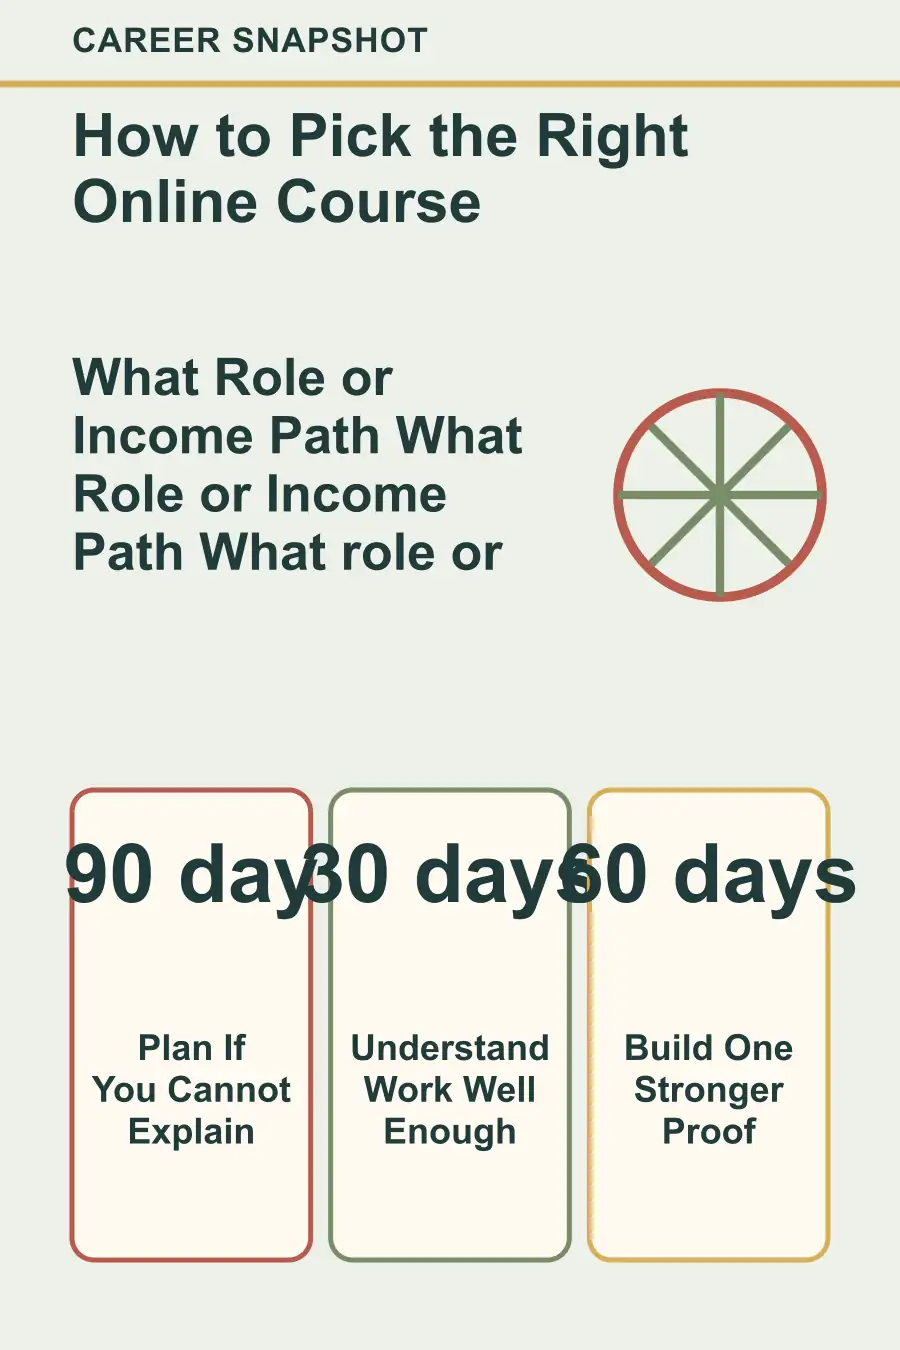 CAREER SNAPSHOT
How to Pick the Right
Online Course
What Role or
Income Path What
Role or Income
Path What role or
90 days
30 days
60 days
Plan If
You Cannot
Explain
Understand
Work Well
Enough
Build One
Stronger
Proof